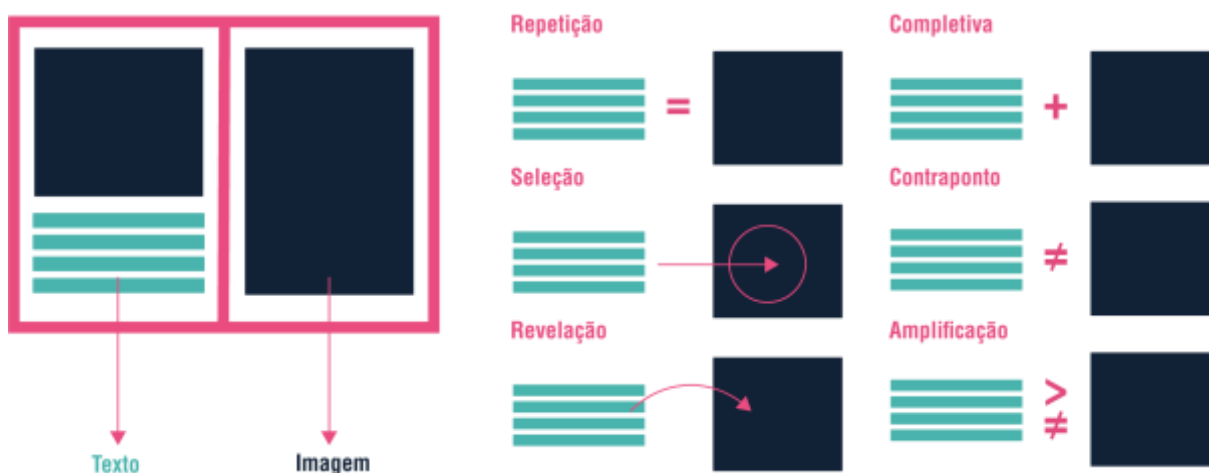 Texto
Imagem
Repetição
=
Completiva
+
Seleção
Contraponto
≠
Revelação
Amplificação
>
≠